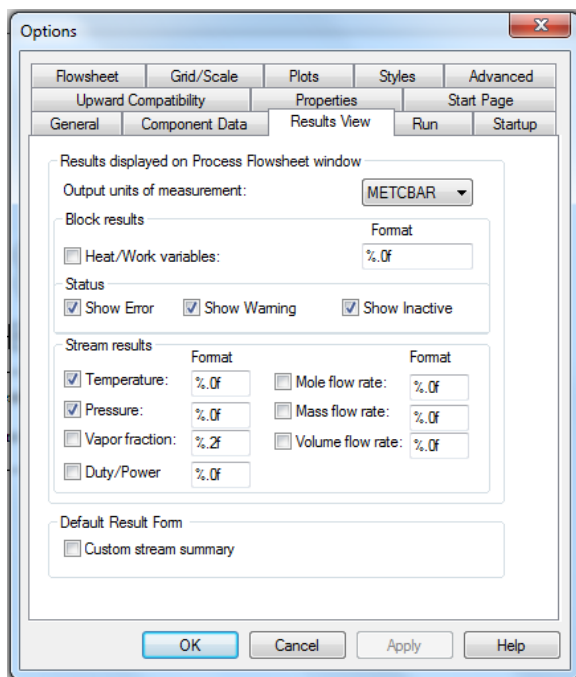 Options
Flowsheet Grid/Scale Plots Styles Advanced
Upward Compatibility Properties Start Page
General Component Data Results View Run Startup
Results displayed on Process Flowsheet window
Output units of measurement: METCBAR
Block results
Format
Heat/Work variables: %.0f
Status
Show Error Show Warning Show Inactive
Stream results
Format Format
Temperature: %.0f Mole flow rate: %.0f
Pressure: %.0f Mass flow rate: %.0f
Vapor fraction: %.2f Volume flow rate: %.0f
Duty/Power %.0f
Default Result Form
Custom stream summary
OK Cancel Apply Help